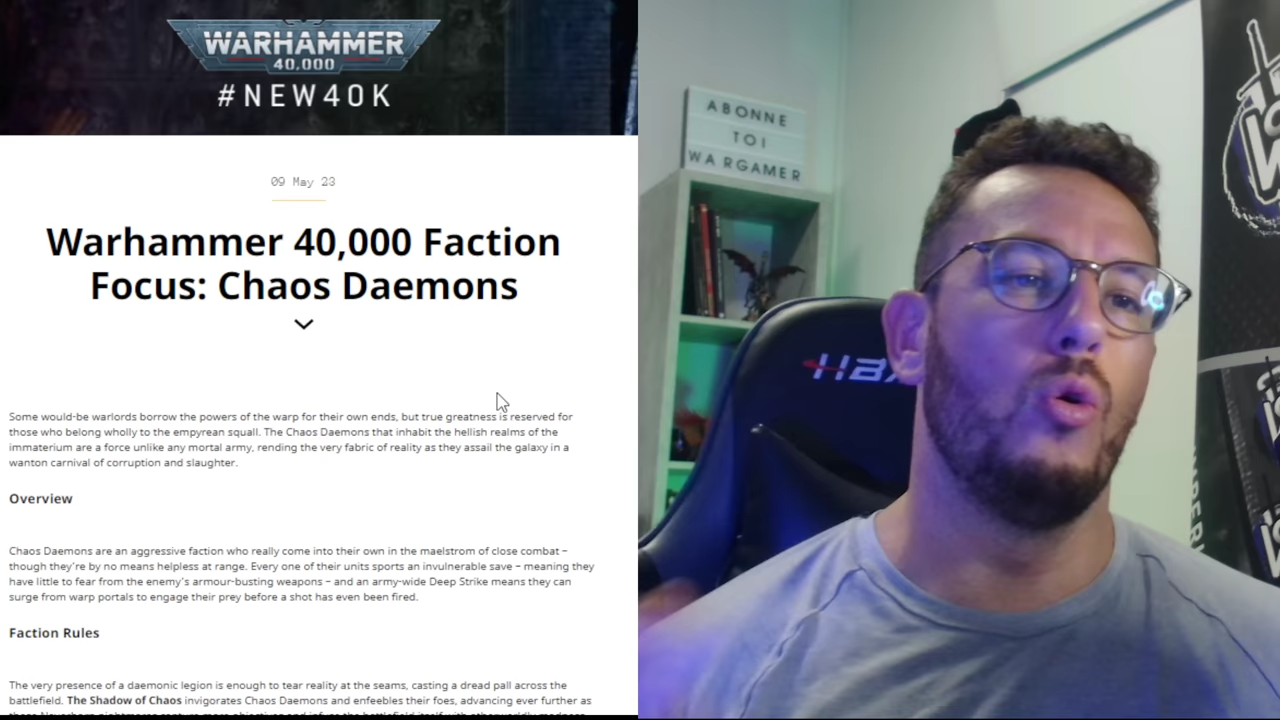 WARHAMMER
40,000
#NEW40K
09 May 23
Warhammer 40,000 Faction
Focus: Chaos Daemons
Some would-be warlords borrow the powers of the warp for their own ends, but true greatness is reserved for
those who belong wholly to the empyrean squall. The Chaos Daemons that inhabit the hellish realms of the
immaterium are a force unlike any mortal army, rending the very fabric of reality as they assail the galaxy in a
wanton carnival of corruption and slaughter.
Overview
Chaos Daemons are an aggressive faction who really come into their own in the maelstrom of close combat –
though they're by no means helpless at range. Every one of their units sports an invulnerable save – meaning they
have little to fear from the enemy's armour-busting weapons – and an army-wide Deep Strike means they can
surge from warp portals to engage their prey before a shot has even been fired.
Faction Rules
The very presence of a daemonic legion is enough to tear reality at the seams, casting a dread pall across the
battlefield. The Shadow of Chaos invigorates Chaos Daemons and enfeebles their foes, advancing ever further as
ABONNE
TOI
WARGAMER